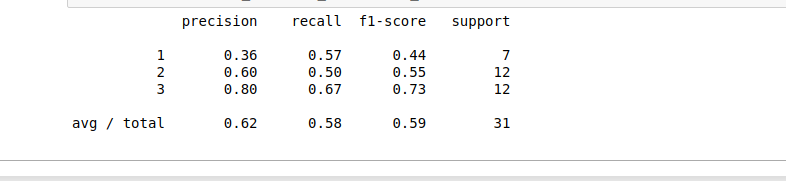 precision recall f1-score support
1 0.36 0.57 0.44 7
2 0.60 0.50 0.55 12
3 0.80 0.67 0.73 12
avg / total 0.62 0.58 0.59 31